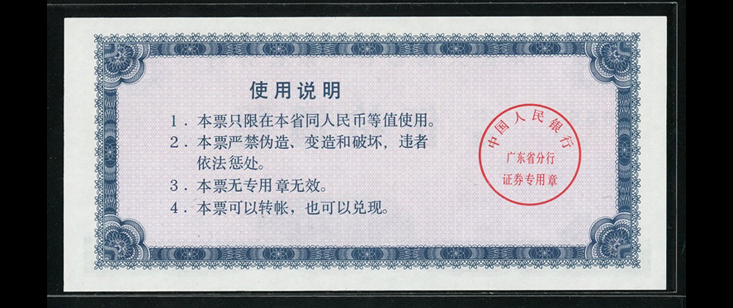 使用说明
1．本票只限在本省同人民币等值使用。
2．本票严禁伪造、变造和破坏，违者
依法惩处。
3．本票无专用章无效。
4．本票可以转帐，也可以兑现。
中国人民银行
广东省分行
证券专用章